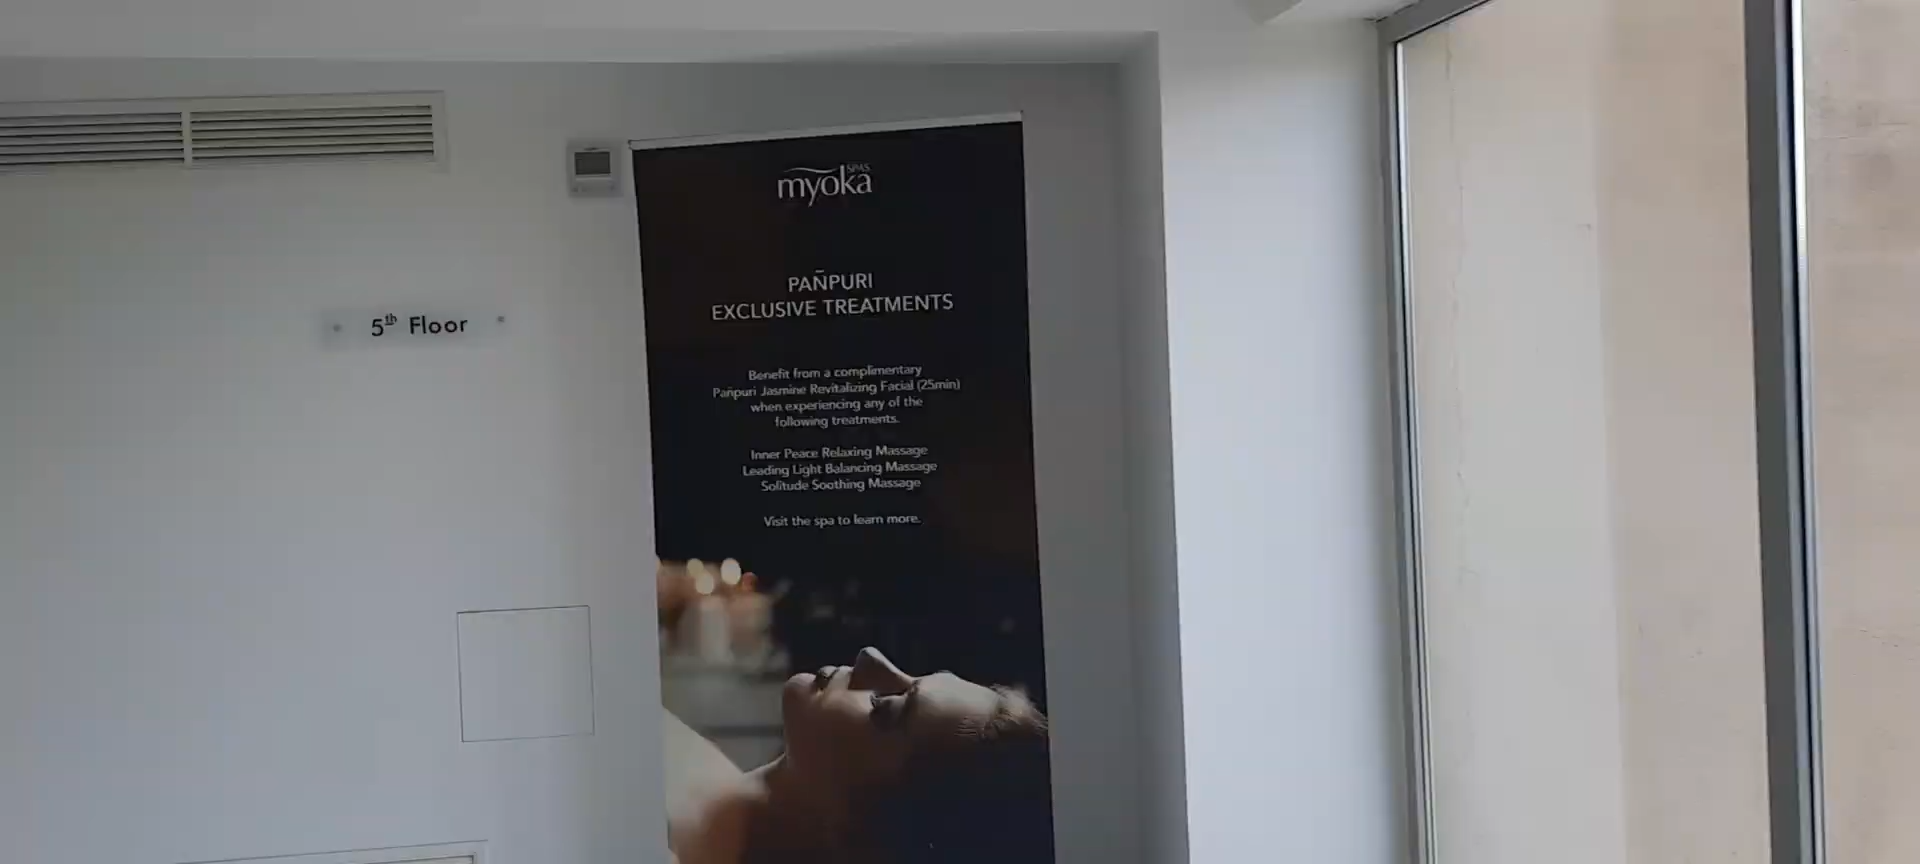 5th Floor
SPAS
myoka
PAÑPURI
EXCLUSIVE TREATMENTS
Benefit from a complimentary
Pañpuri Jasmine Revitalizing Facial (25min)
when experiencing any of the
following treatments.
Inner Peace Relaxing Massage
Leading Light Balancing Massage
Solitude Soothing Massage
Visit the spa to learn more.